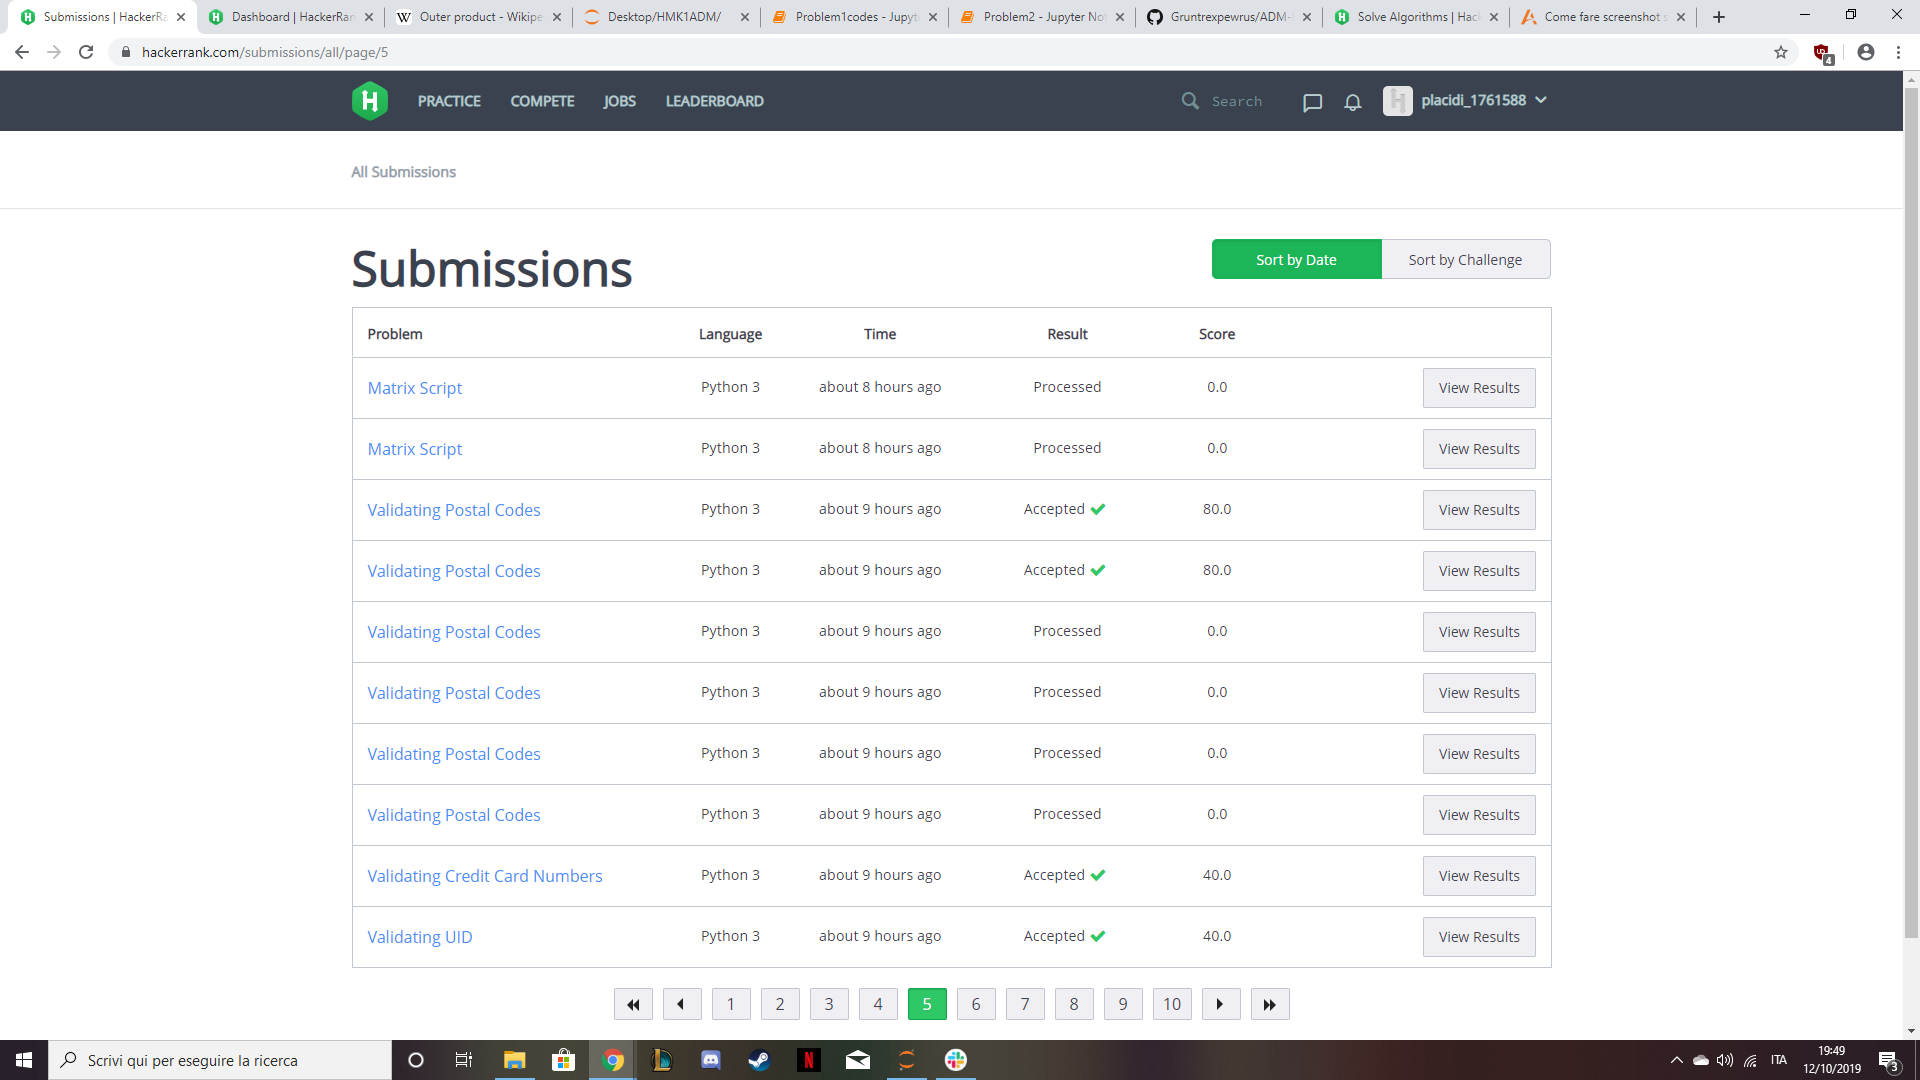 Submissions | HackerRa
Dashboard | HackerRan
Outer product - Wikipe
Desktop/HMK1ADM/
Problem1codes - Jupyt
Problem2 - Jupyter Not
Gruntrexpewrus/ADM-
Solve Algorithms | Hac
Come fare screenshot s
hackerrank.com/submissions/all/page/5
4
PRACTICE COMPETE JOBS LEADERBOARD Search placidi_1761588
All Submissions
Submissions
Sort by Date Sort by Challenge
Problem Language Time Result Score
Matrix Script Python 3 about 8 hours ago Processed 0.0 View Results
Matrix Script Python 3 about 8 hours ago Processed 0.0 View Results
Validating Postal Codes Python 3 about 9 hours ago Accepted 80.0 View Results
Validating Postal Codes Python 3 about 9 hours ago Accepted 80.0 View Results
Validating Postal Codes Python 3 about 9 hours ago Processed 0.0 View Results
Validating Postal Codes Python 3 about 9 hours ago Processed 0.0 View Results
Validating Postal Codes Python 3 about 9 hours ago Processed 0.0 View Results
Validating Postal Codes Python 3 about 9 hours ago Processed 0.0 View Results
Validating Credit Card Numbers Python 3 about 9 hours ago Accepted 40.0 View Results
Validating UID Python 3 about 9 hours ago Accepted 40.0 View Results
1 2 3 4 5 6 7 8 9 10
Scrivi qui per eseguire la ricerca
ITA
19:49
12/10/2019
3